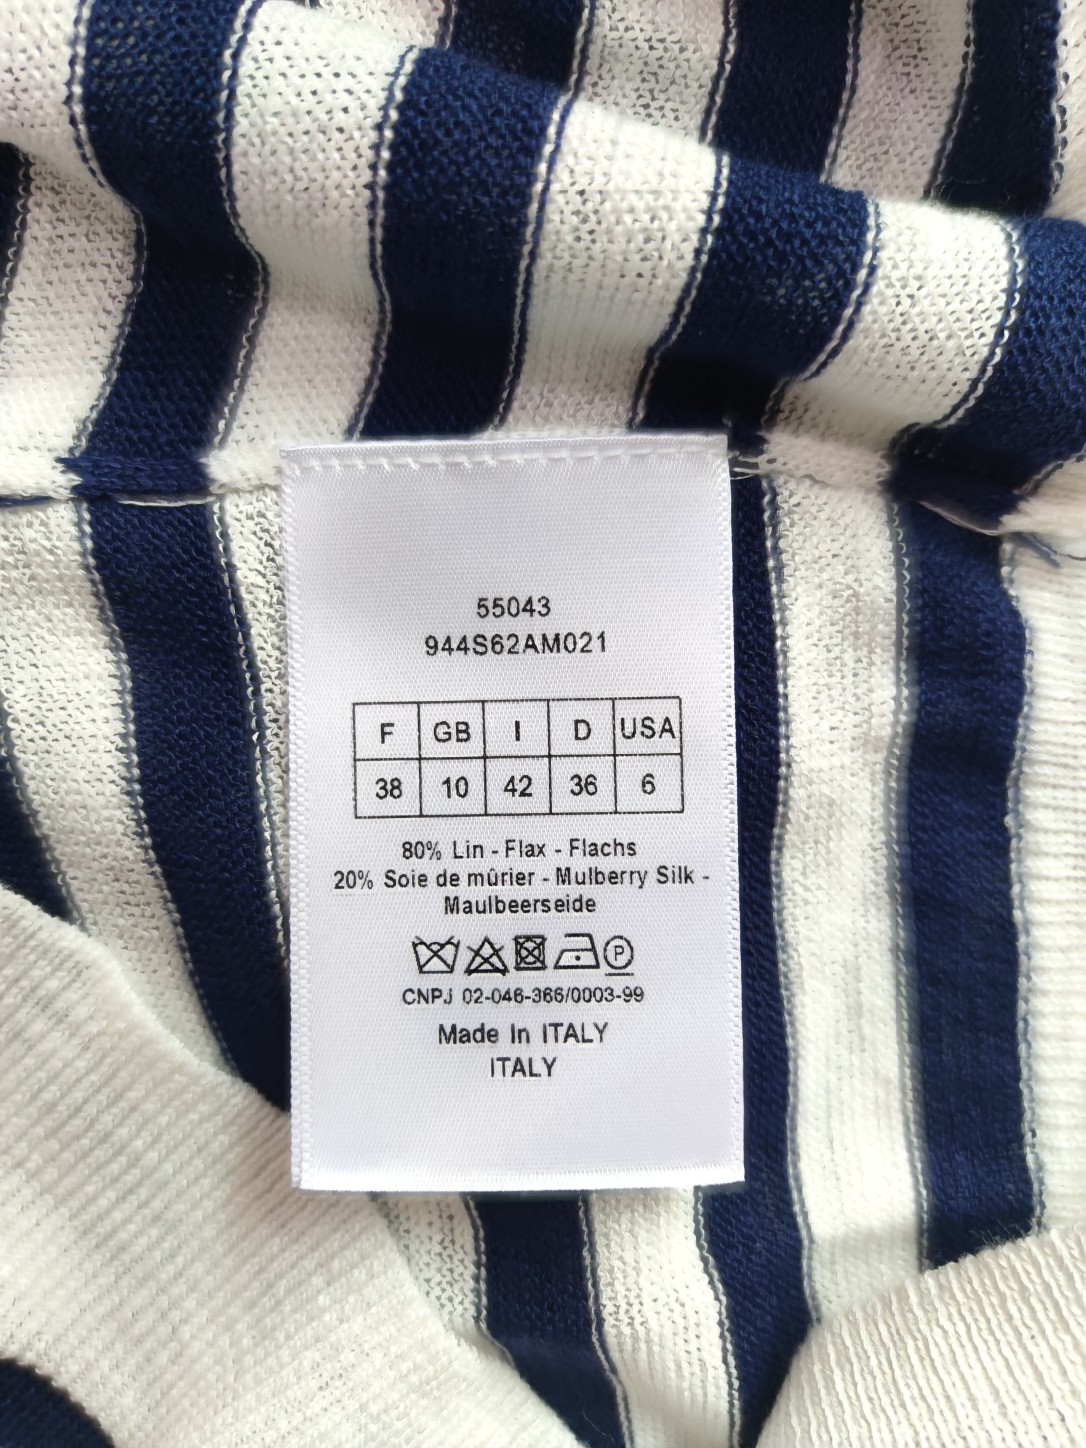 55043
944S62AM021
F GB I D USA
38 10 42 36 6
80% Lin - Flax - Flachs
20% Soie de mûrier - Mulberry Silk -
Maulbeerseide
P
CNPJ 02-046-366/0003-99
Made In ITALY
ITALY